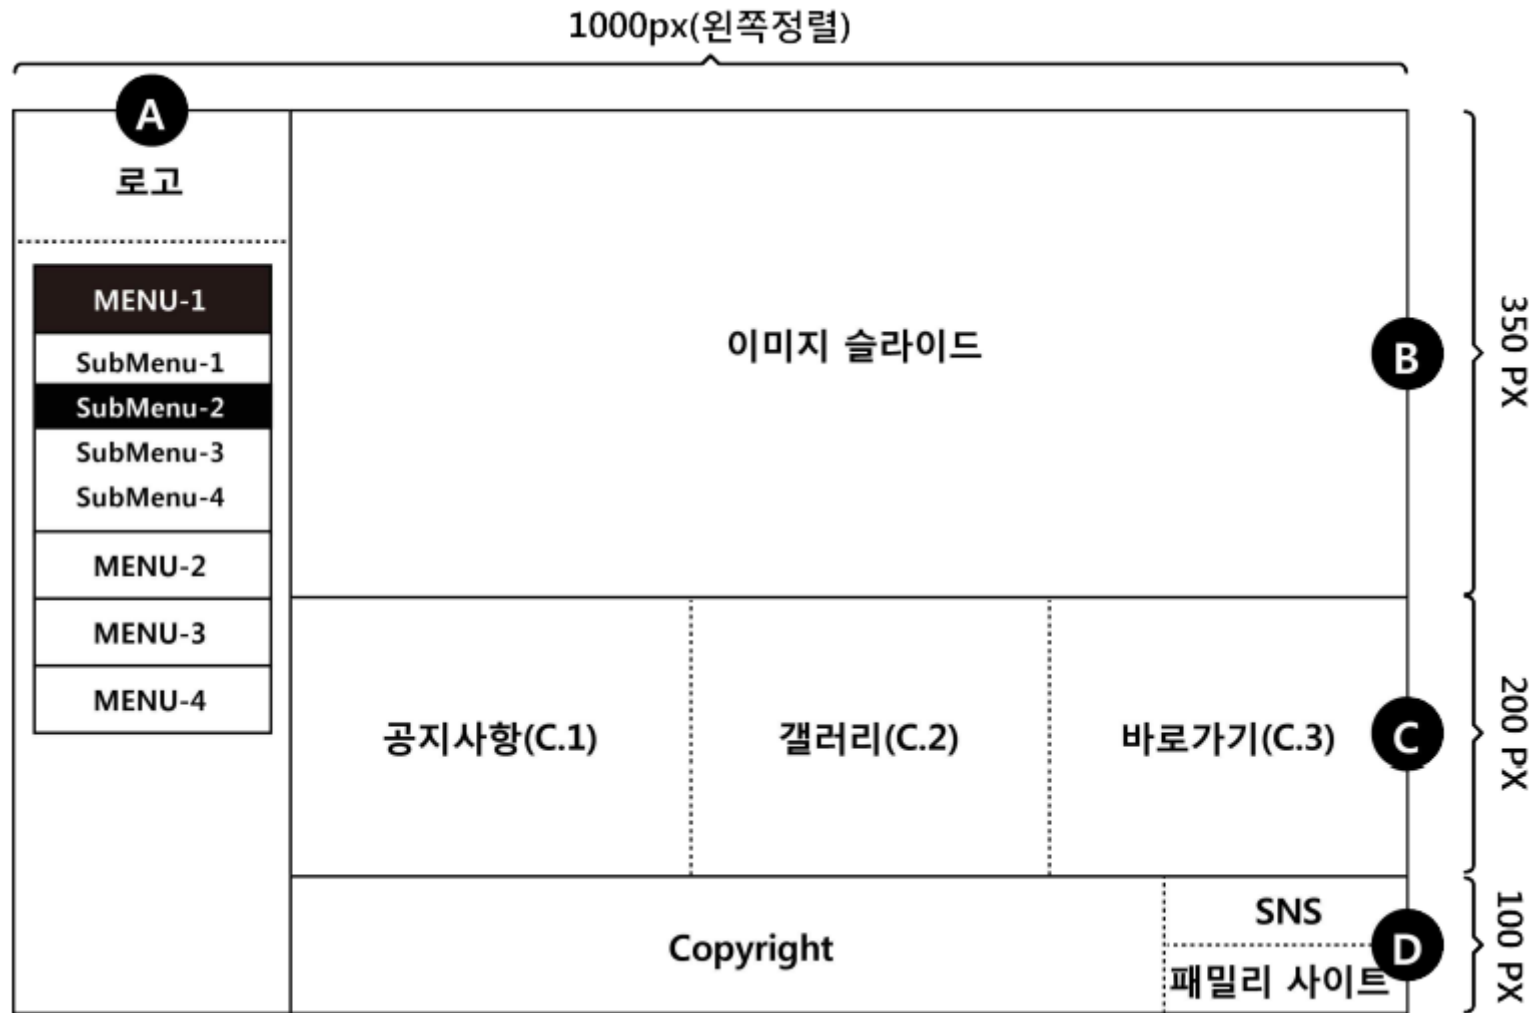 1000px(왼쪽정렬)
A
로고
MENU-1
SubMenu-1
SubMenu-2
SubMenu-3
SubMenu-4
MENU-2
MENU-3
MENU-4
이미지 슬라이드
B
350 PX
공지사항(C.1)
갤러리(C.2)
바로가기(C.3)
C
200 PX
Copyright
SNS
패밀리 사이트
D
100 PX